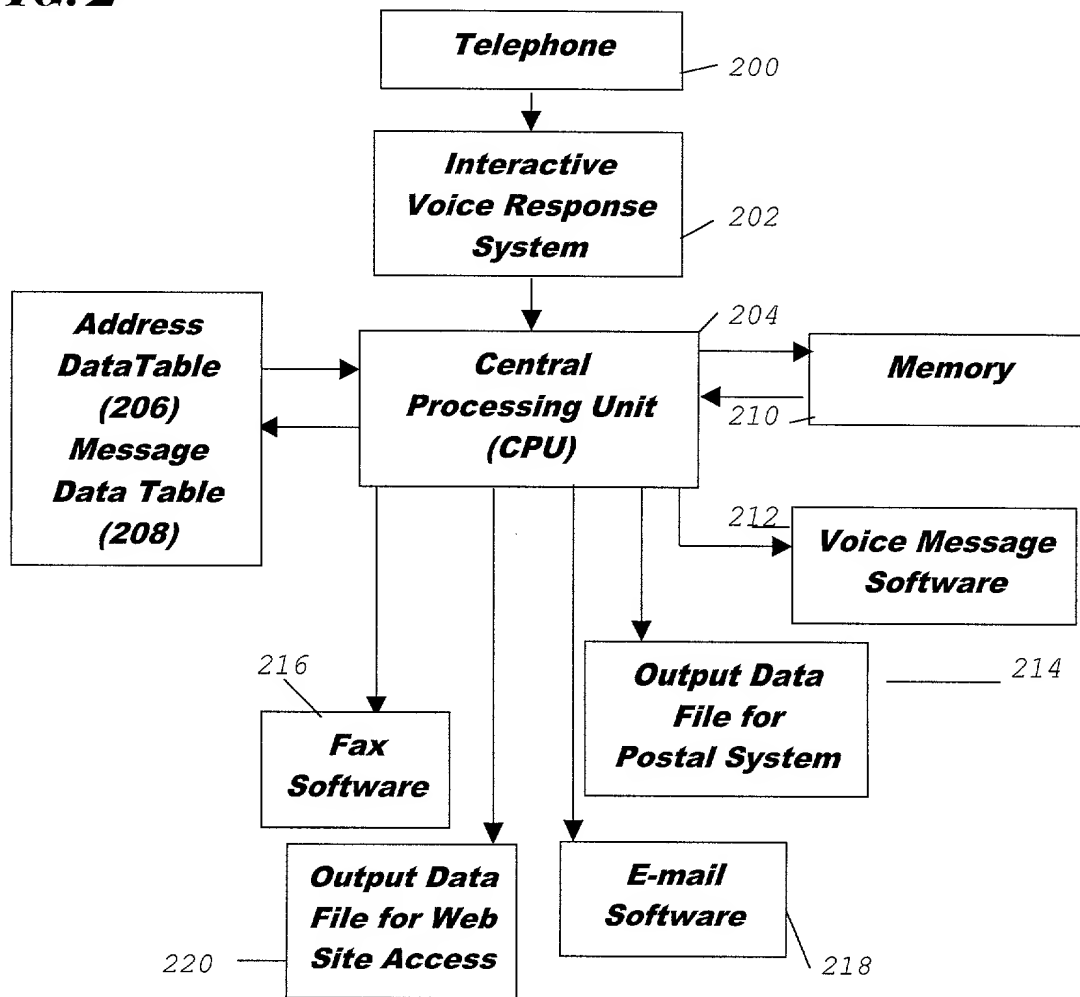 Telephone
200
Interactive
Voice Response
System
202
Address
DataTable
(206)
Message
Data Table
(208)
204
Central
Processing Unit
(CPU)
Memory
210
212
Voice Message
Software
216
Fax
Software
Output Data
File for
Postal System
214
Output Data
File for Web
Site Access
220
E-mail
Software
218